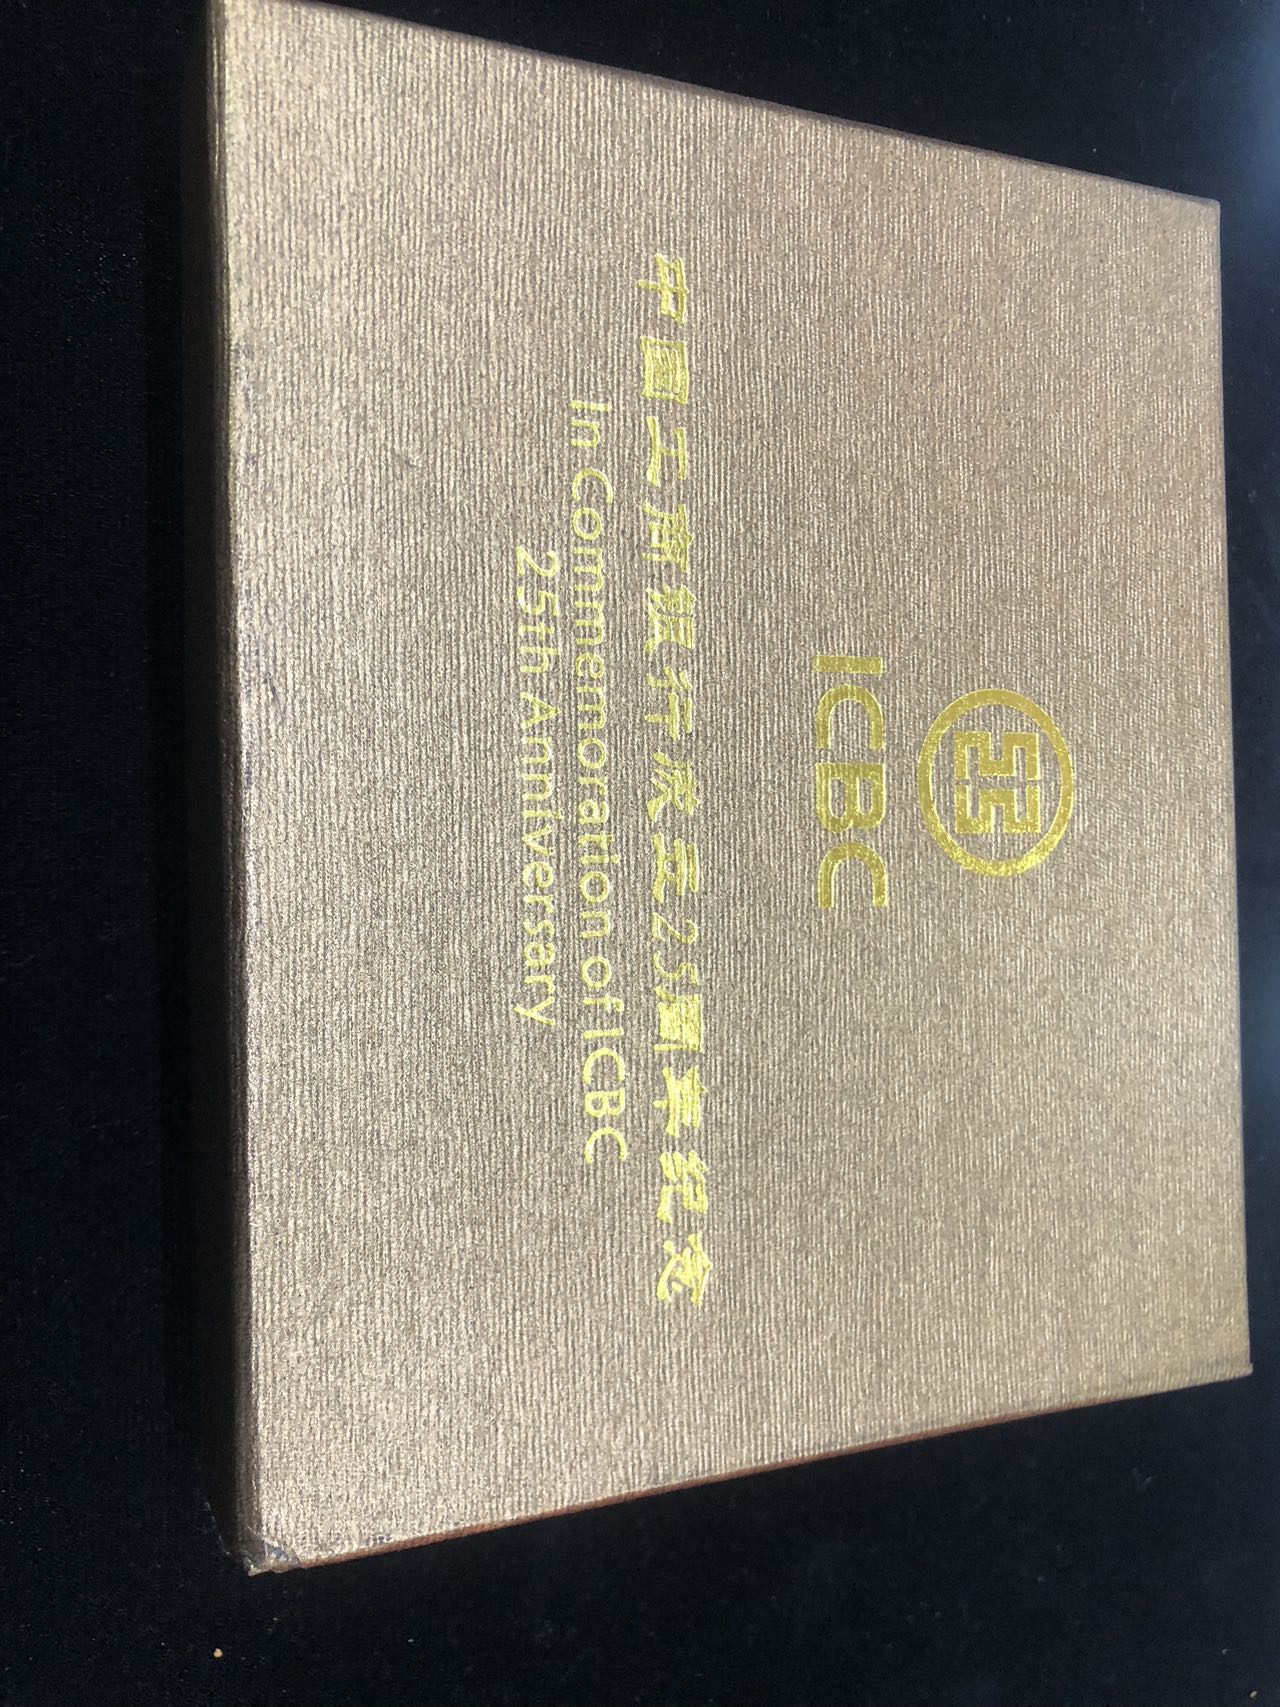 ICBC
中国工商银行成立25周年纪念
In Commemoration of ICBC
25th Anniversary